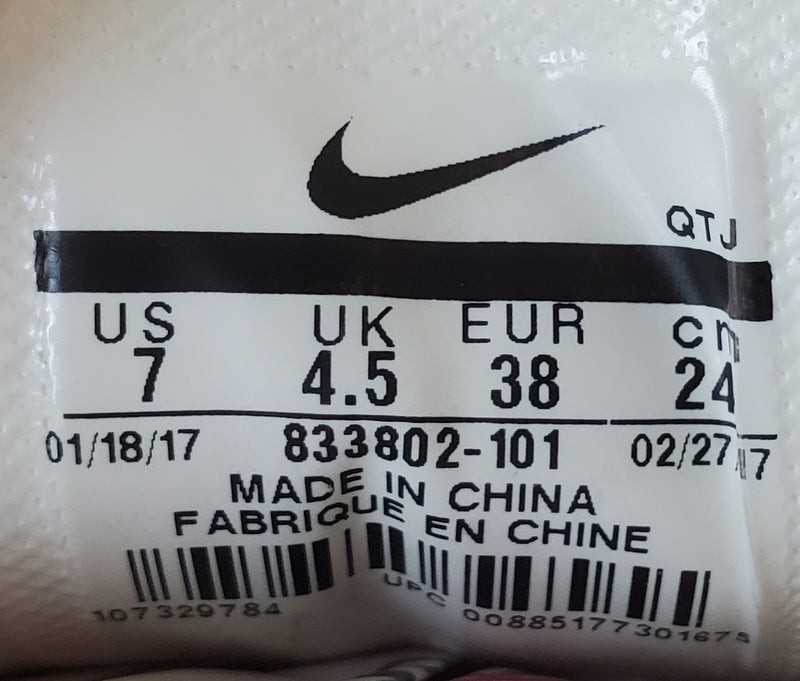 QTJ
US UK EUR cm
7 4.5 38 24
01/18/17 833802-101 02/27/17
MADE IN CHINA
FABRIQUE EN CHINE
107329784 UPC 00885177301675